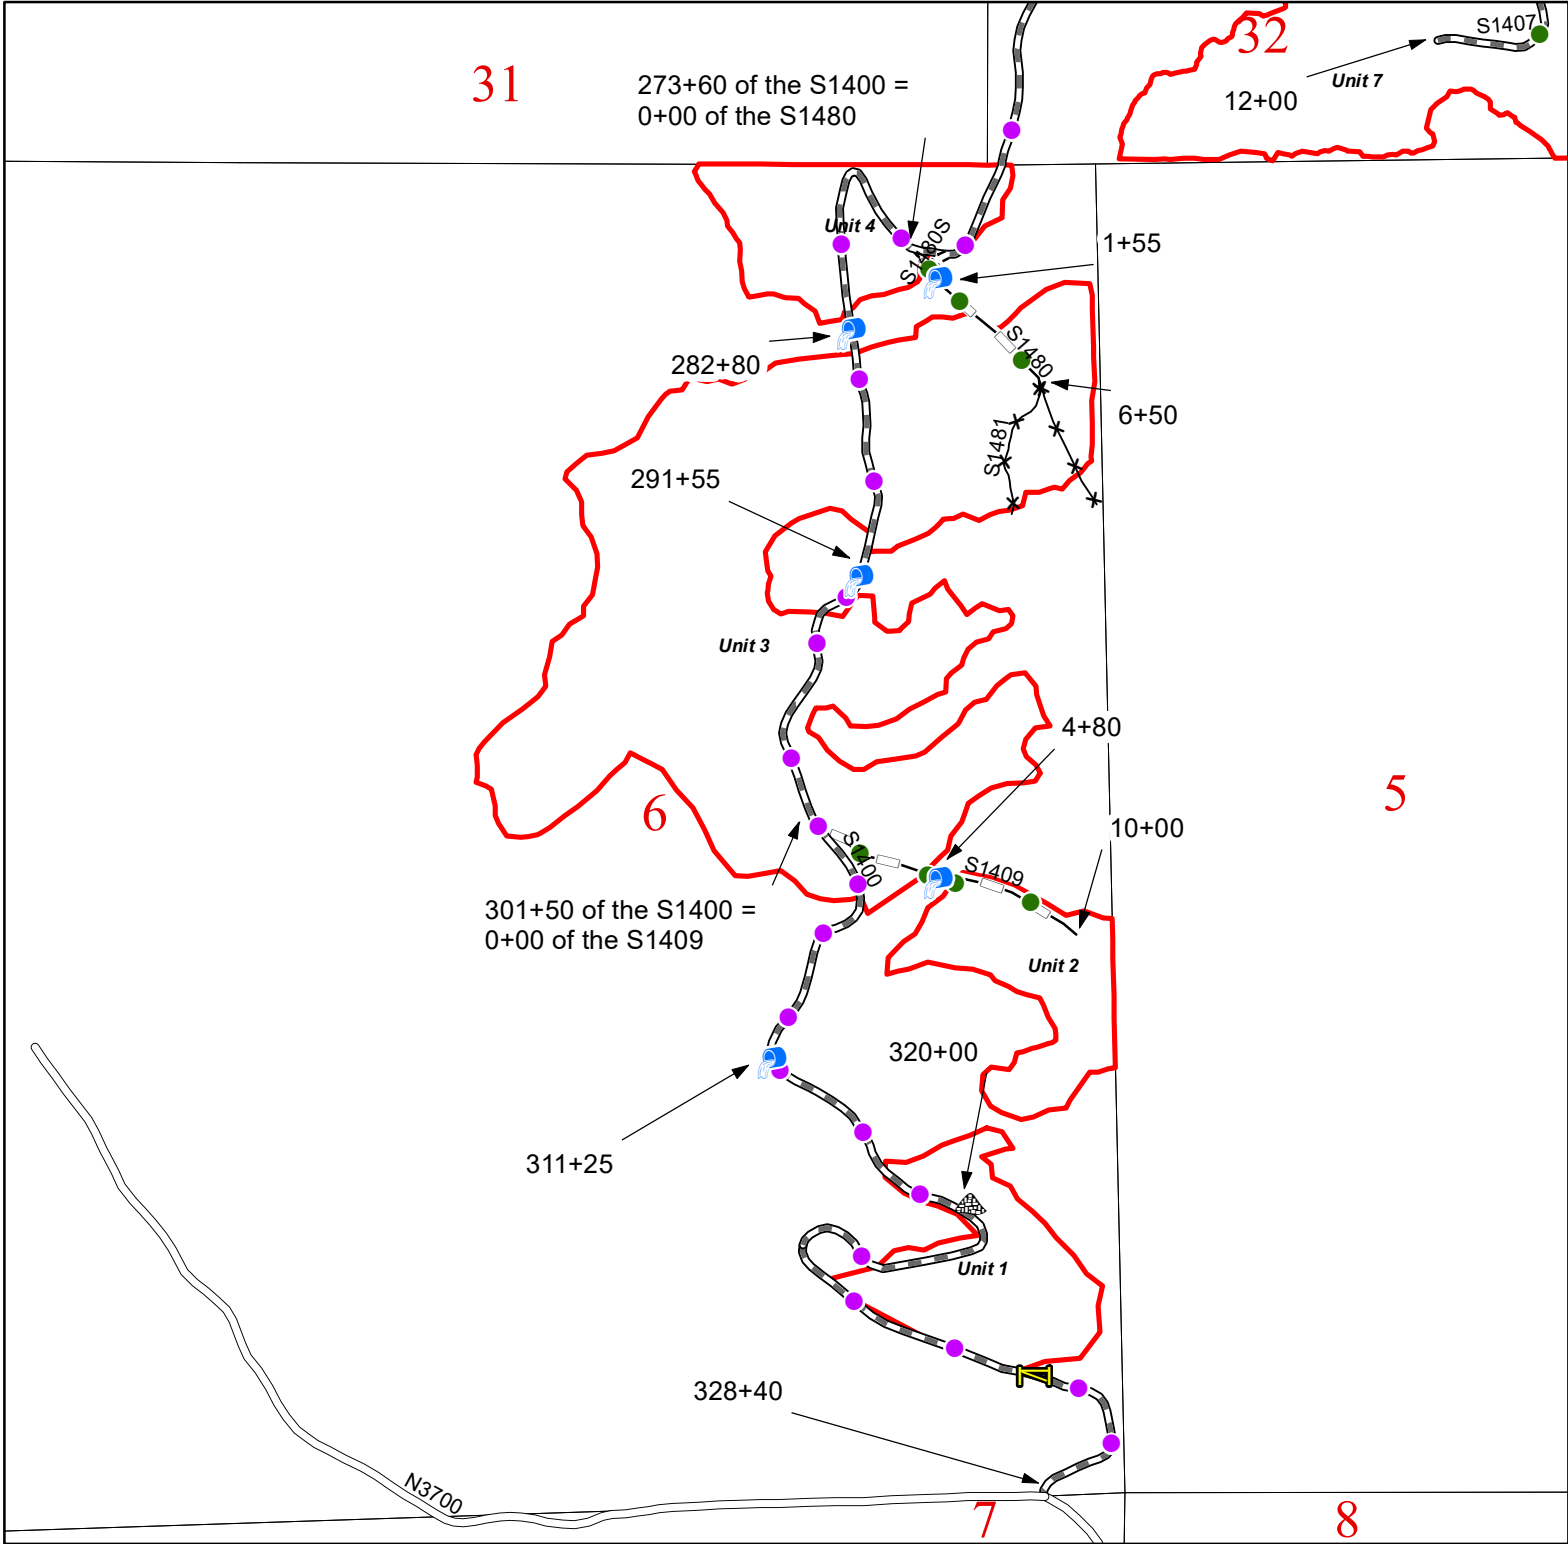 S1407
32
31
273+60 of the S1400 =
0+00 of the S1480
Unit 7
12+00
Unit 4
S1480S
1+55
282+80
S1480
6+50
S1481
291+55
Unit 3
4+80
6
5
S1400
10+00
S1409
301+50 of the S1400 =
0+00 of the S1409
Unit 2
320+00
311+25
Unit 1
328+40
N3700
7
8